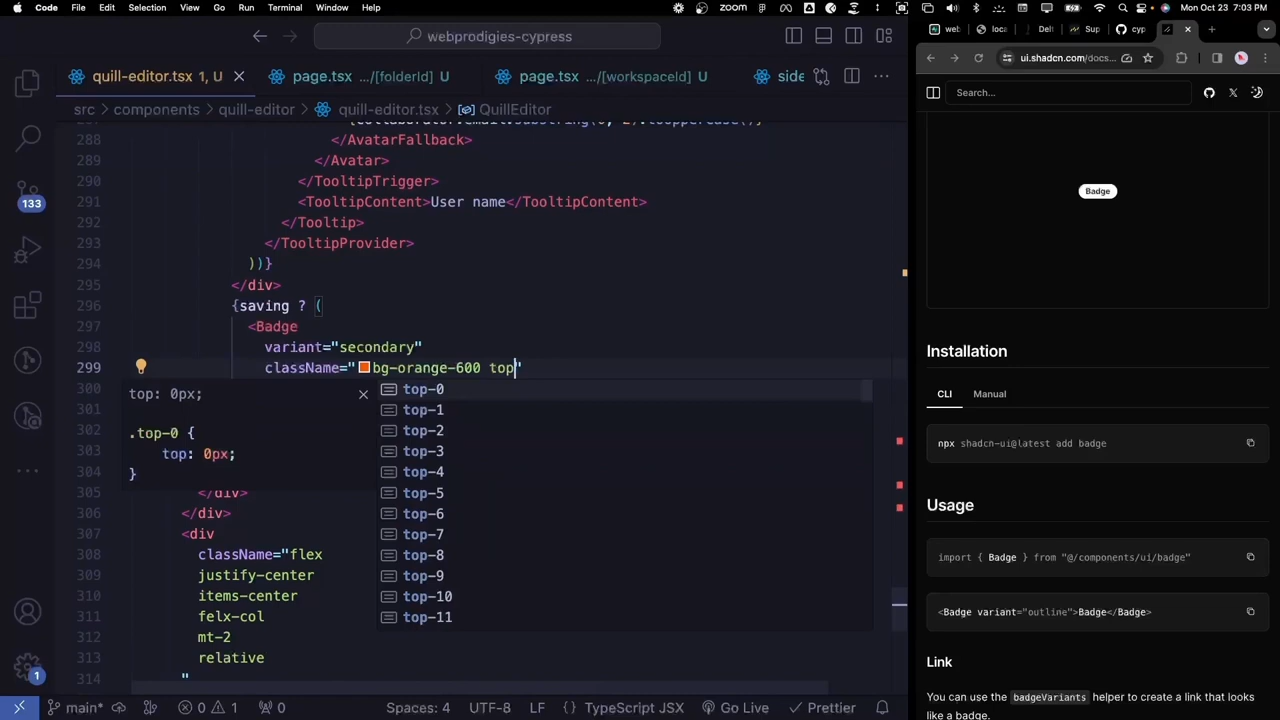 Code File Edit Selection View Go Run Terminal Window Help
zoom
Mon Oct 23 7:03 PM
webprodigies-cypress
quill-editor.tsx 1, U
page.tsx .../[folderId] U
page.tsx .../[workspaceId] U
side
src components quill-editor quill-editor.tsx QuillEditor
288 </AvatarFallback>
289 </Avatar>
290 </TooltipTrigger>
291 <TooltipContent>User name</TooltipContent>
292 </Tooltip>
293 </TooltipProvider>
294 ))}
295 </div>
296 {saving ? (
297 <Badge
298 variant="secondary"
299 className="bg-orange-600 top"
300
301
302
303
304
305 </div>
306 </div>
307 <div
308 className="flex
309 justify-center
310 items-center
311 felx-col
312 mt-2
313 relative
314 "
top: 0px;
.top-0 {
top: 0px;
}
top-0
top-1
top-2
top-3
top-4
top-5
top-6
top-7
top-8
top-9
top-10
top-11
133
1
main* 0 1 0 Spaces: 4 UTF-8 LF {} TypeScript JSX Go Live Prettier
web
loca
Del
Sup
cyp
ui.shadcn.com/docs...
Search...
Badge
Installation
CLI Manual
npx shadcn-ui@latest add badge
Usage
import { Badge } from "@/components/ui/badge"
<Badge variant="outline">Badge</Badge>
Link
You can use the badgeVariants helper to create a link that looks
like a badge.